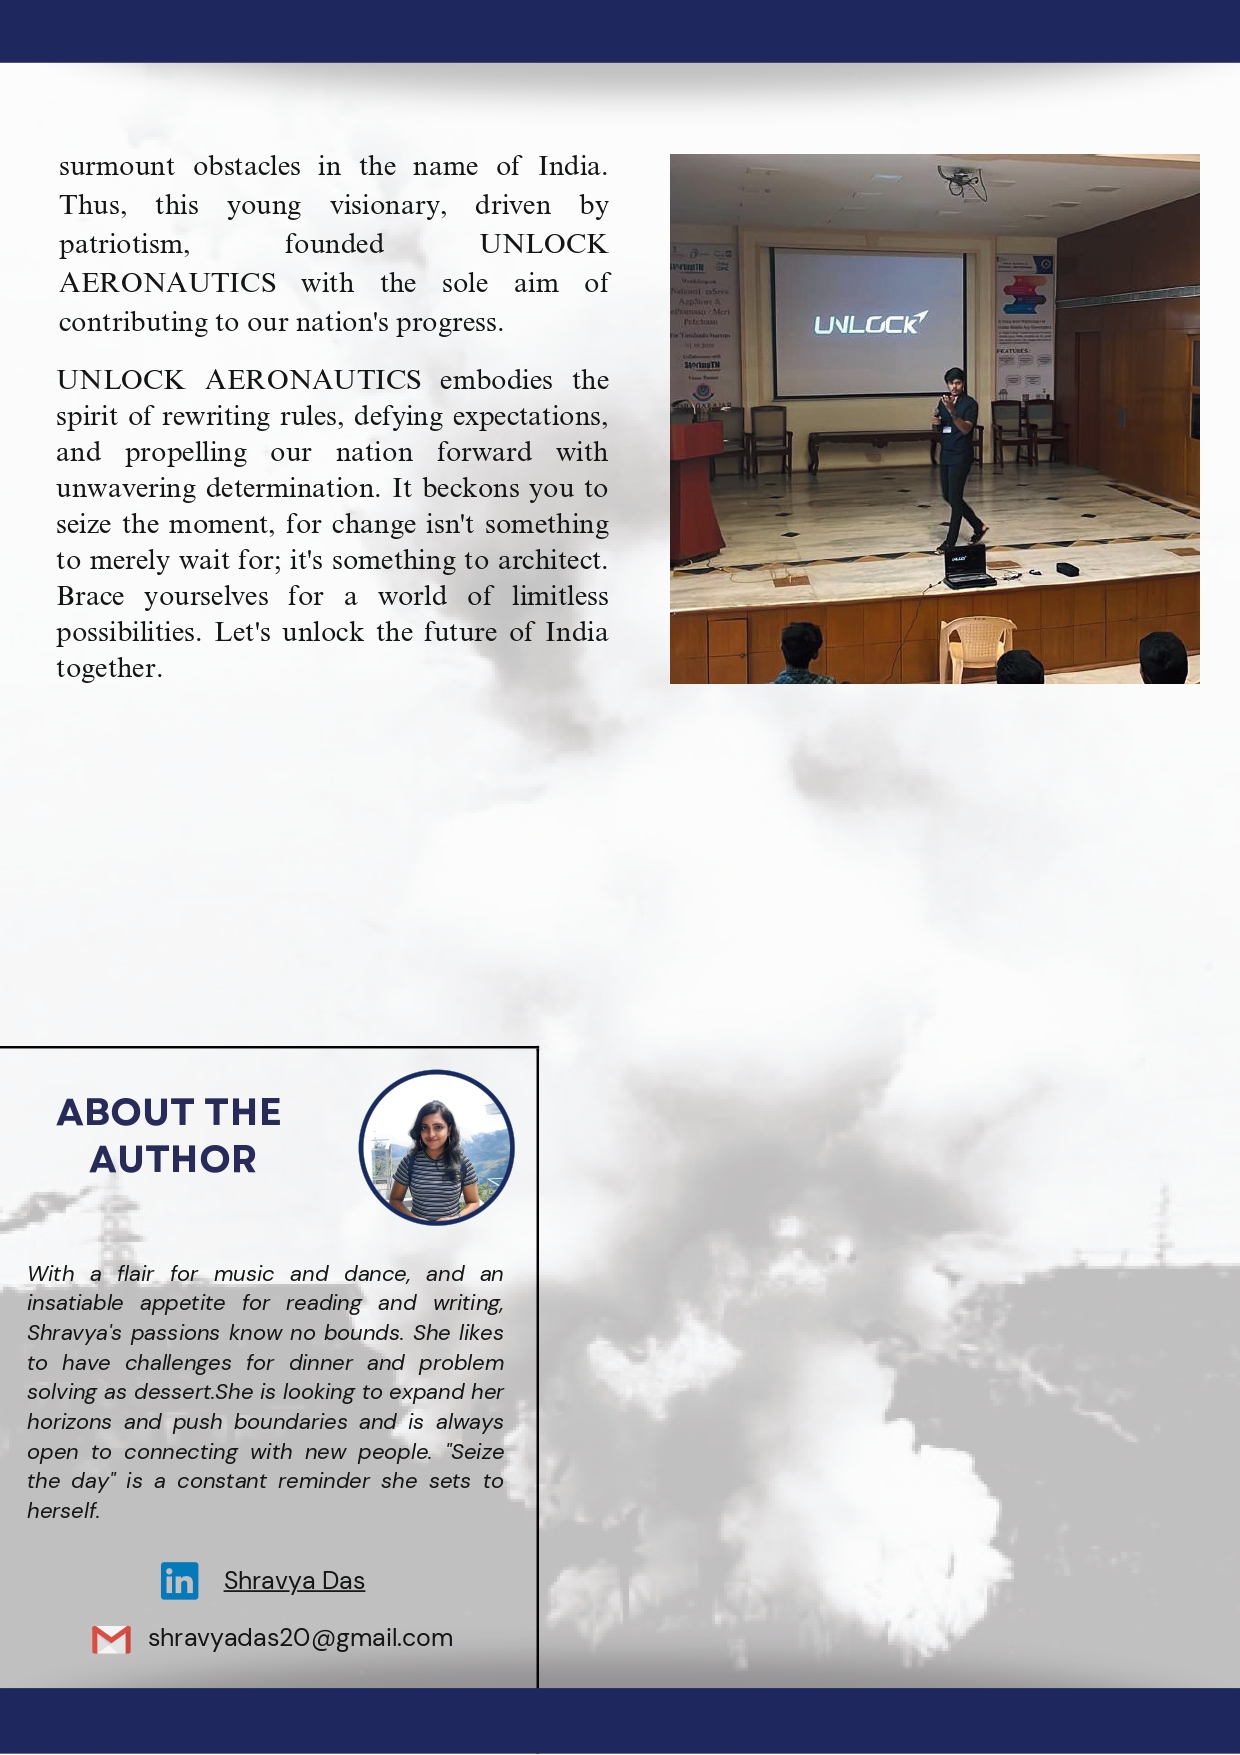 surmount obstacles in the name of India.
Thus, this young visionary, driven by
patriotism, founded UNLOCK
AERONAUTICS with the sole aim of
contributing to our nation's progress.
UNLOCK AERONAUTICS embodies the
spirit of rewriting rules, defying expectations,
and propelling our nation forward with
unwavering determination. It beckons you to
seize the moment, for change isn't something
to merely wait for; it's something to architect.
Brace yourselves for a world of limitless
possibilities. Let's unlock the future of India
together.
UNLOCK
FEATURES:
ABOUT THE
AUTHOR
With a flair for music and dance, and an
insatiable appetite for reading and writing,
Shravya's passions know no bounds. She likes
to have challenges for dinner and problem
solving as dessert.She is looking to expand her
horizons and push boundaries and is always
open to connecting with new people. "Seize
the day" is a constant reminder she sets to
herself.
in Shravya Das
shravyadas20@gmail.com